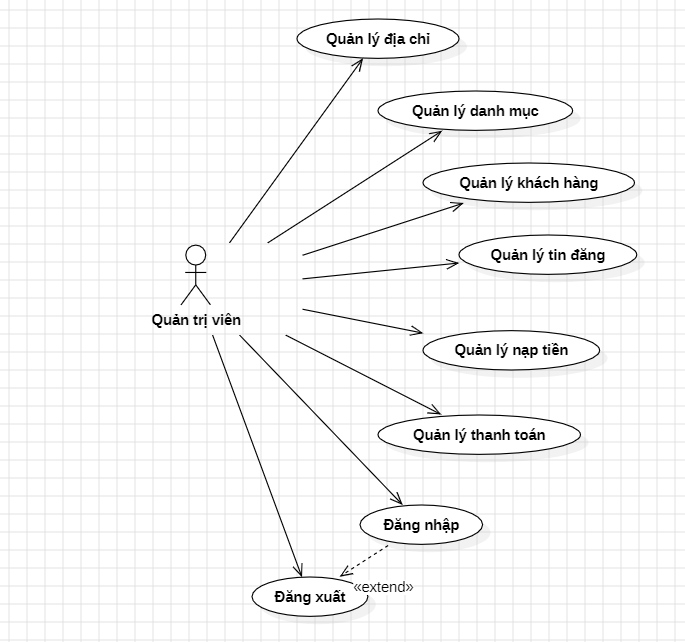 Quản lý địa chỉ
Quản lý danh mục
Quản lý khách hàng
Quản lý tin đăng
Quản trị viên
Quản lý nạp tiền
Quản lý thanh toán
Đăng nhập
«extend»
Đăng xuất